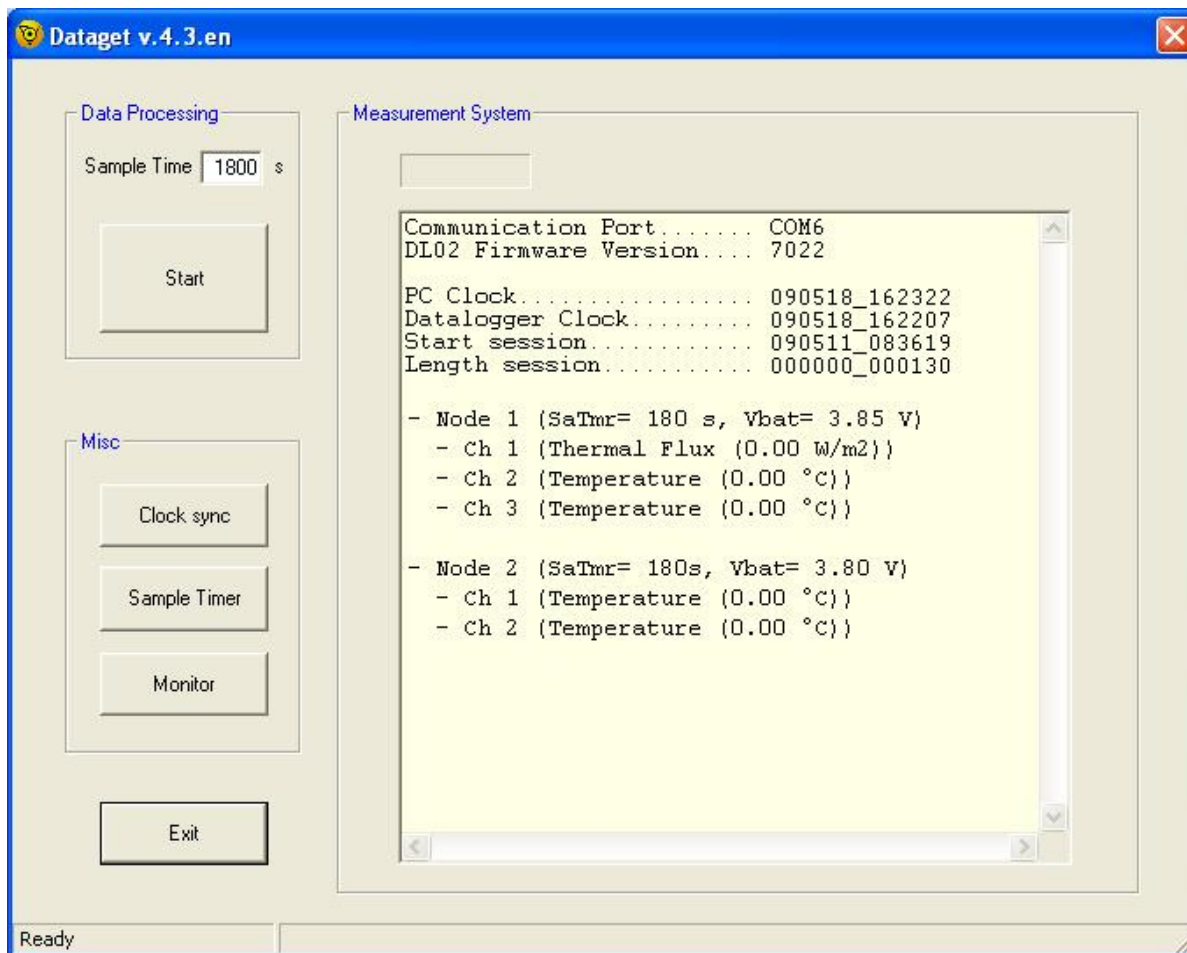 Dataget v.4.3.en
Data Processing
Sample Time 1800 s
Start
Misc
Clock sync
Sample Timer
Monitor
Exit
Measurement System
Communication Port....... COM6
DL02 Firmware Version.... 7022
PC Clock................. 090518_162322
Datalogger Clock......... 090518_162207
Start session............ 090511_083619
Length session........... 000000_000130
- Node 1 (SaTmr= 180 s, Vbat= 3.85 V)
- Ch 1 (Thermal Flux (0.00 W/m2))
- Ch 2 (Temperature (0.00 °C))
- Ch 3 (Temperature (0.00 °C))
- Node 2 (SaTmr= 180s, Vbat= 3.80 V)
- Ch 1 (Temperature (0.00 °C))
- Ch 2 (Temperature (0.00 °C))
Ready